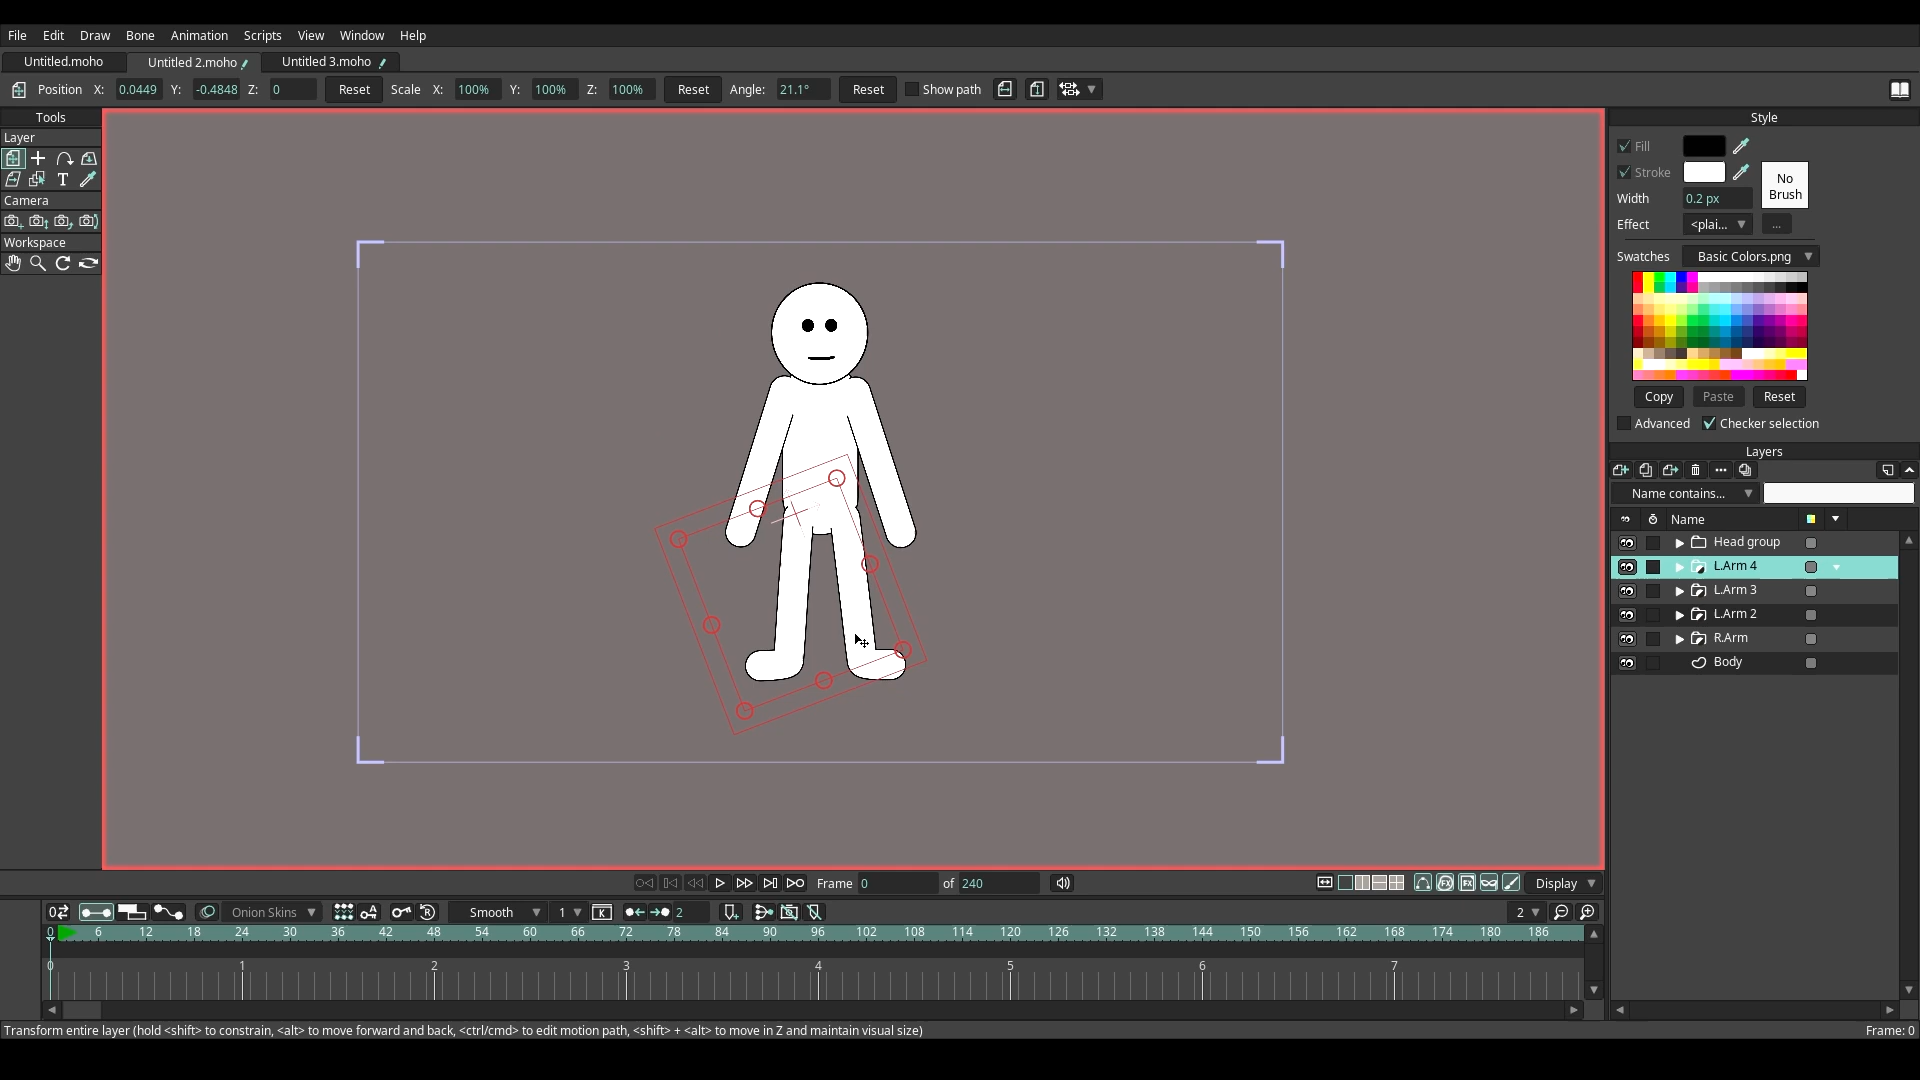 File Edit Draw Bone Animation Scripts View Window Help
Untitled.moho Untitled 2.moho Untitled 3.moho
Position X: 0.0449 Y: -0.4848 Z: 0 Reset Scale X: 100% Y: 100% Z: 100% Reset Angle: 21.1° Reset Show path
Tools
Layer
T
Camera
Workspace
Style
Fill
Stroke
No
Brush
Width 0.2 px
Effect <plai... ...
Swatches Basic Colors.png
Copy Paste Reset
Advanced Checker selection
Layers
Name contains...
Name
Head group
L.Arm 4
L.Arm 3
L.Arm 2
R.Arm
Body
Frame 0 of 240 Display
Onion Skins Smooth 1 2 2
0 6 12 18 24 30 36 42 48 54 60 66 72 78 84 90 96 102 108 114 120 126 132 138 144 150 156 162 168 174 180 186
0 1 2 3 4 5 6 7
Transform entire layer (hold <shift> to constrain, <alt> to move forward and back, <ctrl/cmd> to edit motion path, <shift> + <alt> to move in Z and maintain visual size) Frame: 0